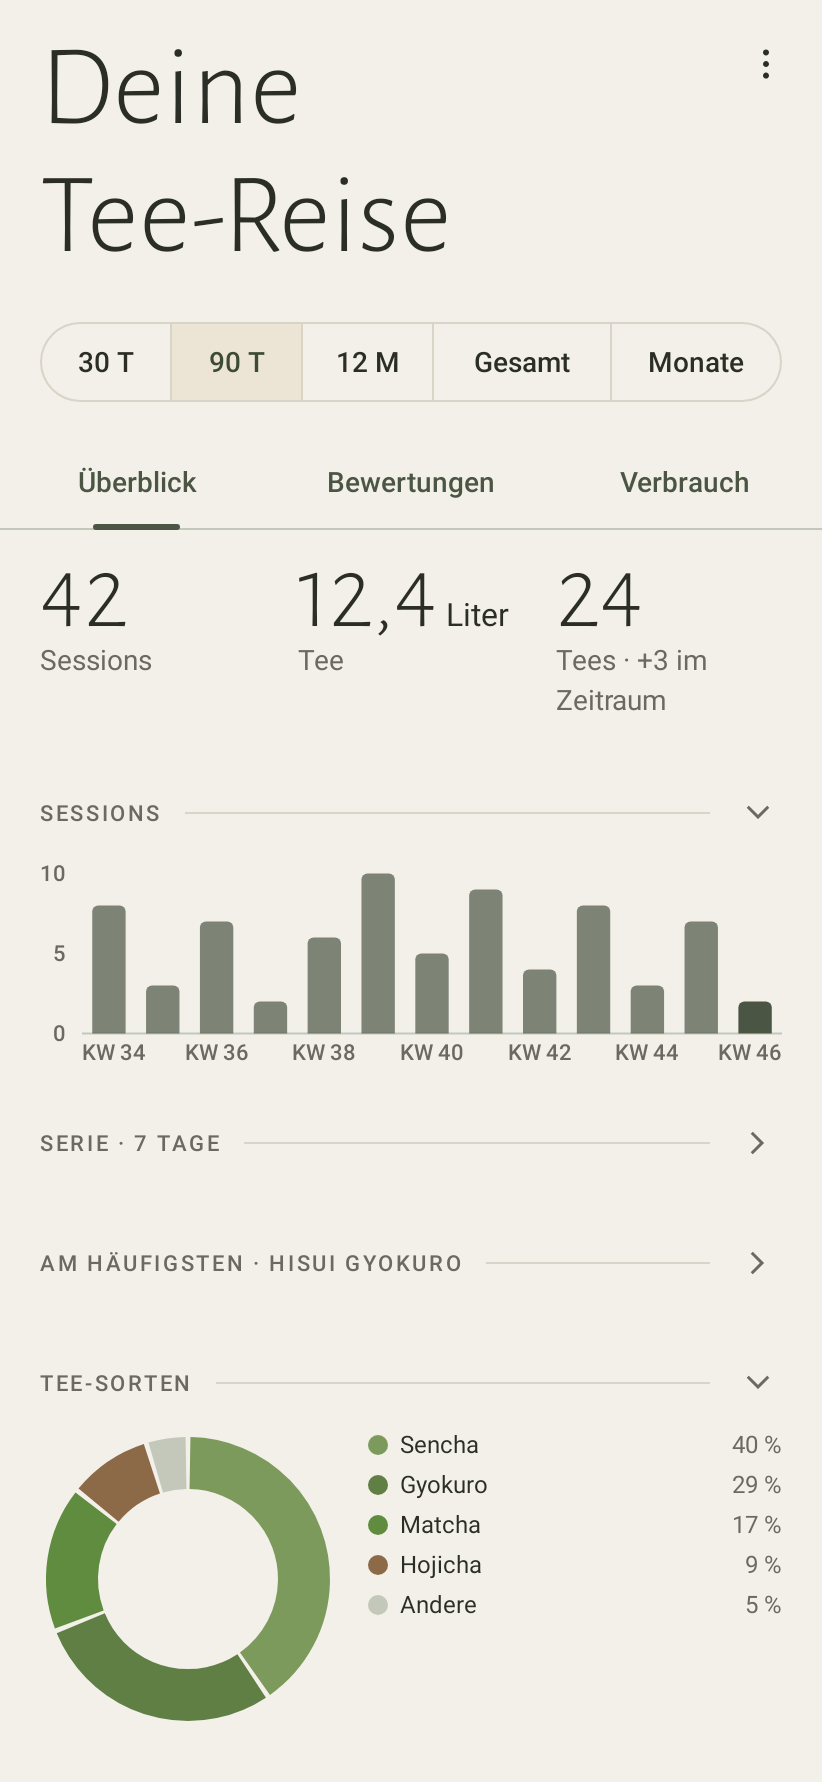 Deine
Tee-Reise
30 T
90 T
12 M
Gesamt
Monate
Überblick
Bewertungen
Verbrauch
42
Sessions
12,4 Liter
Tee
24
Tees · +3 im
Zeitraum
SESSIONS
10
5
0
KW 34
KW 36
KW 38
KW 40
KW 42
KW 44
KW 46
SERIE · 7 TAGE
AM HÄUFIGSTEN · HISUI GYOKURO
TEE-SORTEN
Sencha 40 %
Gyokuro 29 %
Matcha 17 %
Hojicha 9 %
Andere 5 %